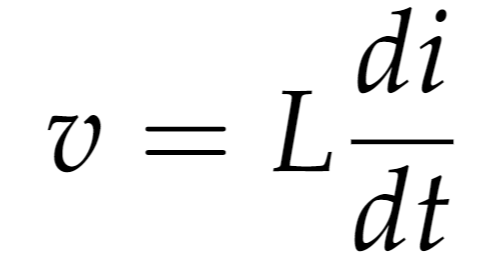 v = L di/dt